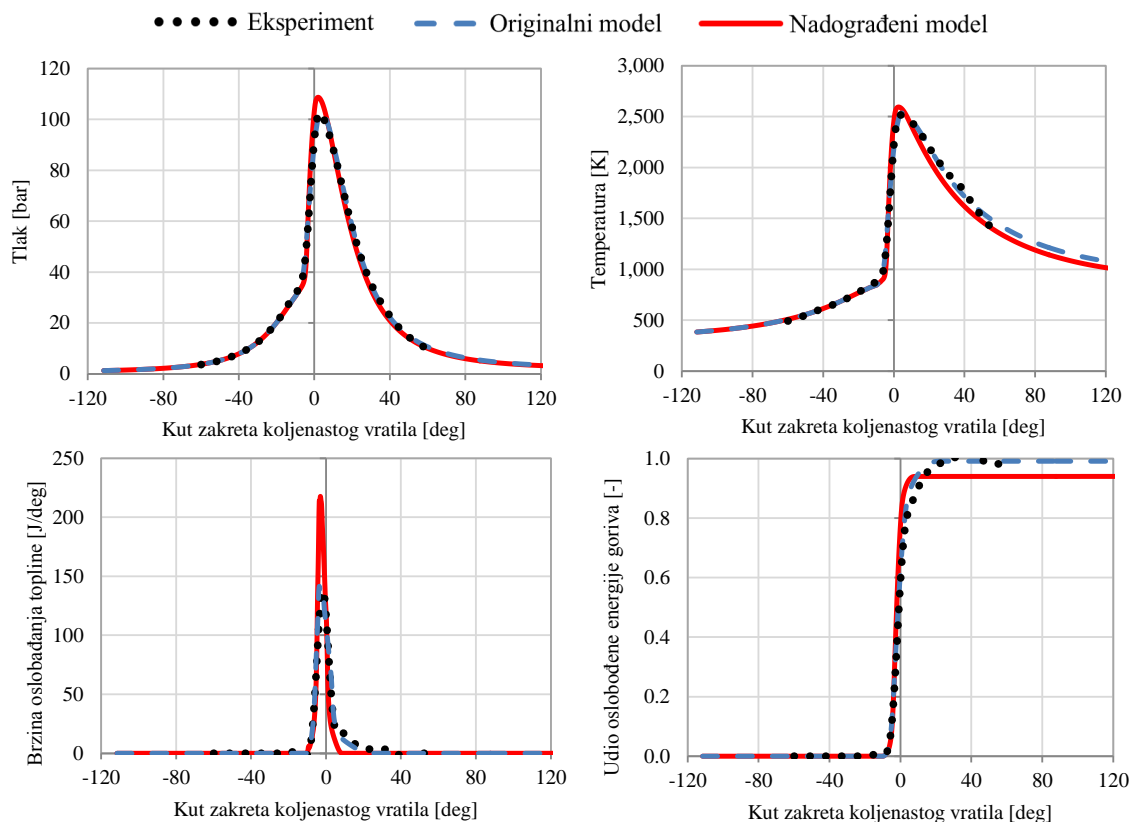 Eksperiment Originalni model Nadograđeni model
120
100
80
60
40
20
0
-120 -80 -40 0 40 80 120
Tlak [bar]
Kut zakreta koljenastog vratila [deg]
3,000
2,500
2,000
1,500
1,000
500
0
-120 -80 -40 0 40 80 120
Temperatura [K]
Kut zakreta koljenastog vratila [deg]
250
200
150
100
50
0
-120 -80 -40 0 40 80 120
Brzina oslobađanja topline [J/deg]
Kut zakreta koljenastog vratila [deg]
1.0
0.8
0.6
0.4
0.2
0.0
-120 -80 -40 0 40 80 120
Udio oslobođene energije goriva [-]
Kut zakreta koljenastog vratila [deg]